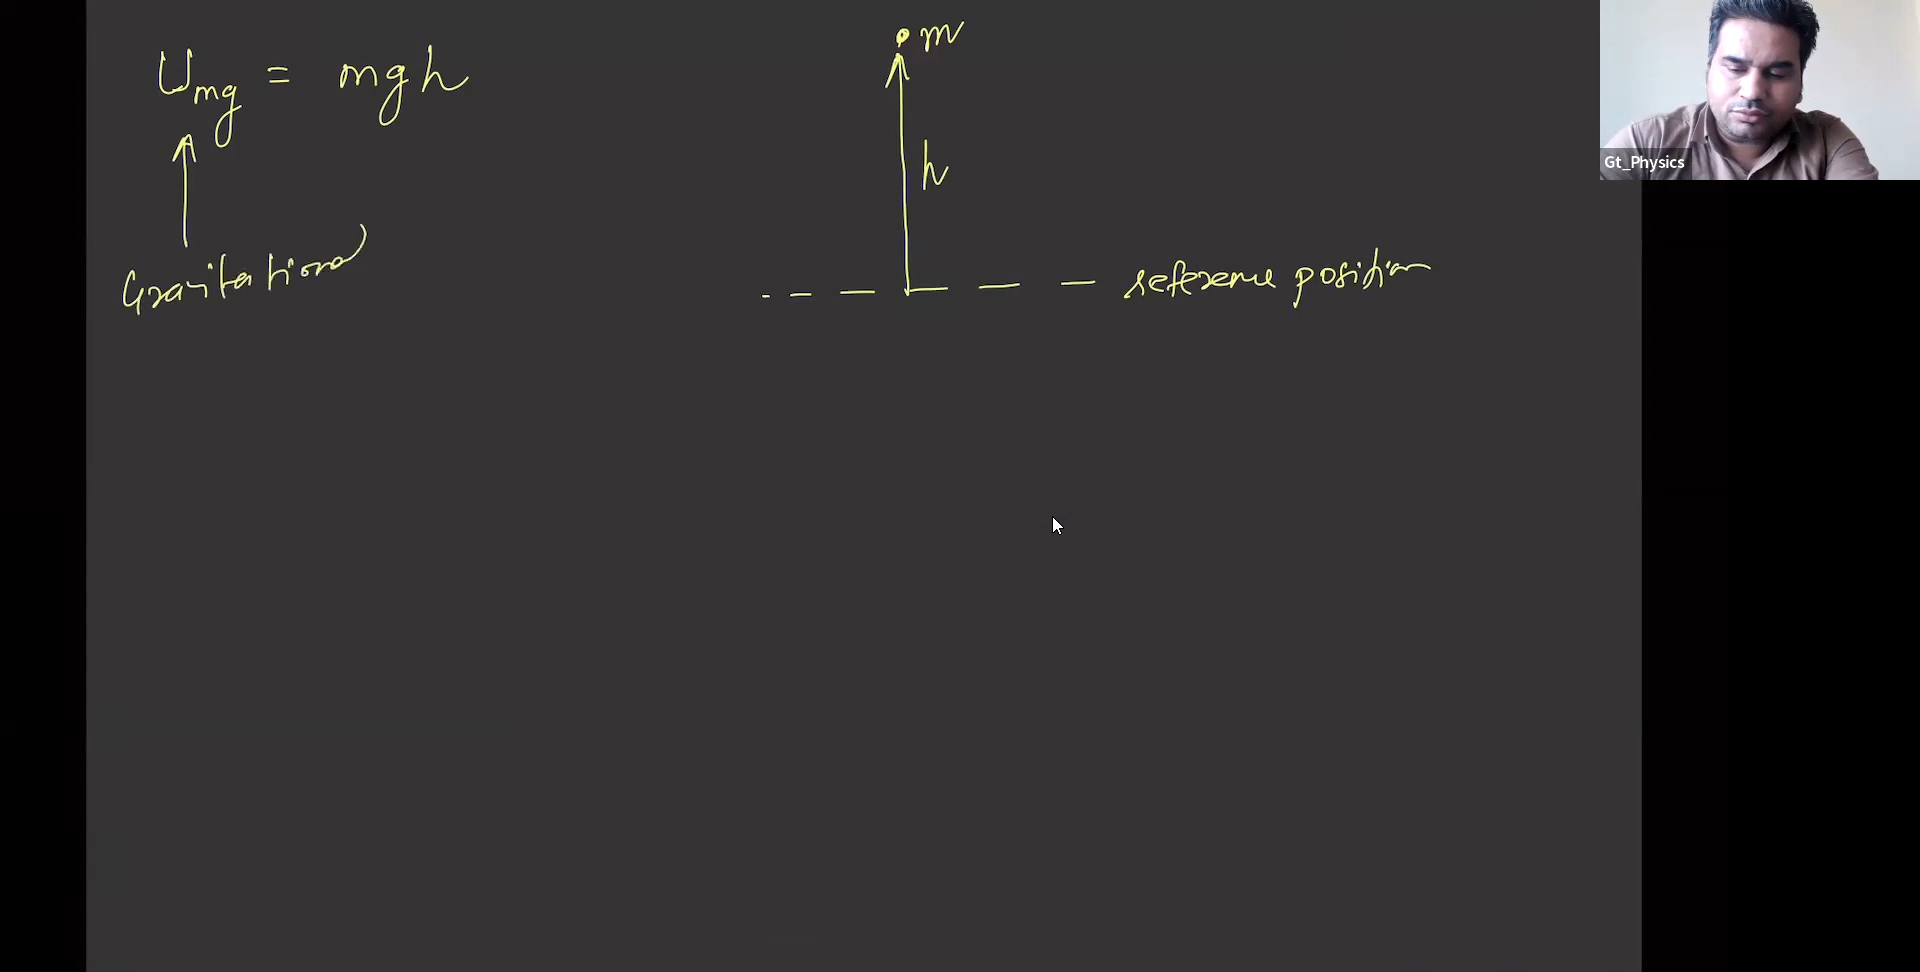 U_mg = mgh
m
h
Gravitational
reference position
Gt_Physics